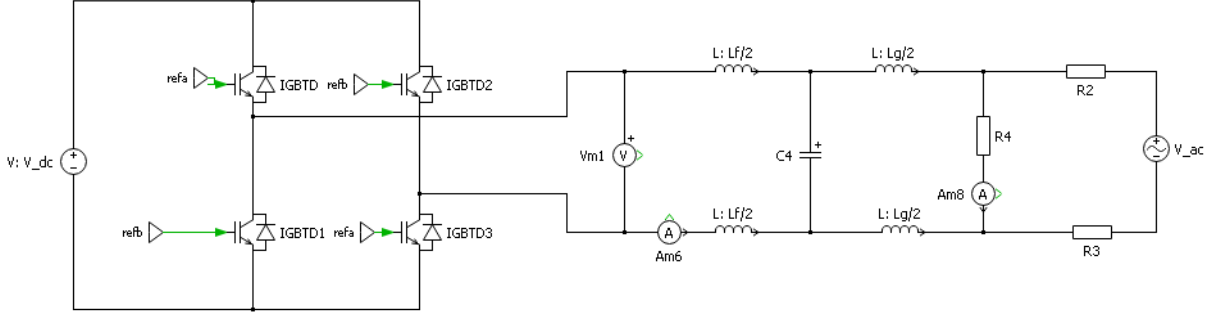 L: Lf/2
L: Lg/2
refa
IGBTD
refb
IGBTD2
R2
R4
V: V_dc
Vm1
V
C4
V_ac
Am8
A
refb
IGBTD1
refa
IGBTD3
L: Lf/2
L: Lg/2
A
Am6
R3